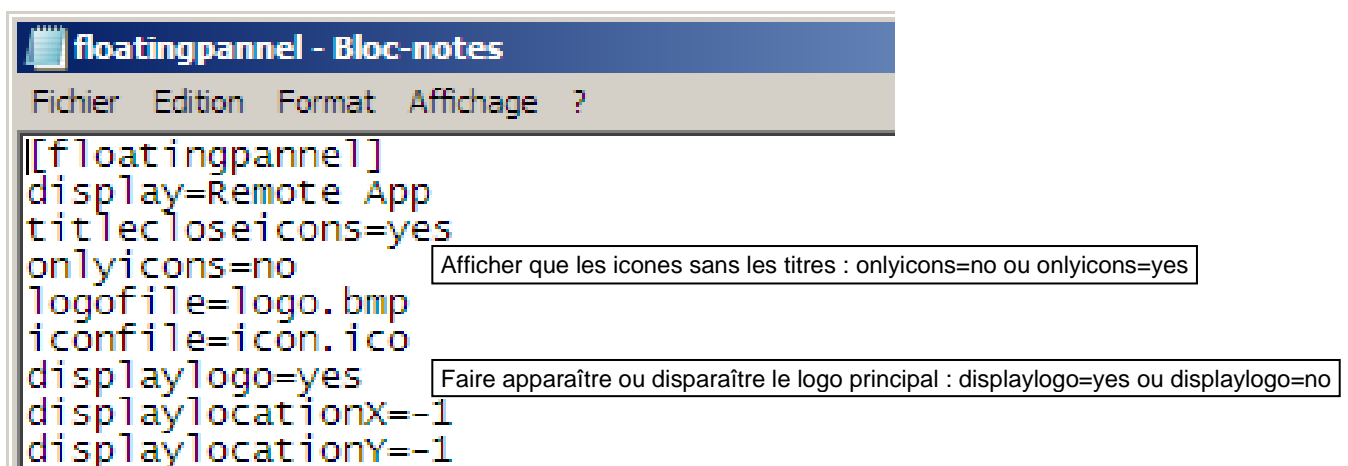 floatingpannel - Bloc-notes
Fichier Edition Format Affichage ?
[floatingpannel]
display=Remote App
titlecloseicons=yes
onlyicons=no
Afficher que les icones sans les titres : onlyicons=no ou onlyicons=yes
logofile=logo.bmp
iconfile=icon.ico
displaylogo=yes
Faire apparaître ou disparaître le logo principal : displaylogo=yes ou displaylogo=no
displaylocationX=-1
displaylocationY=-1